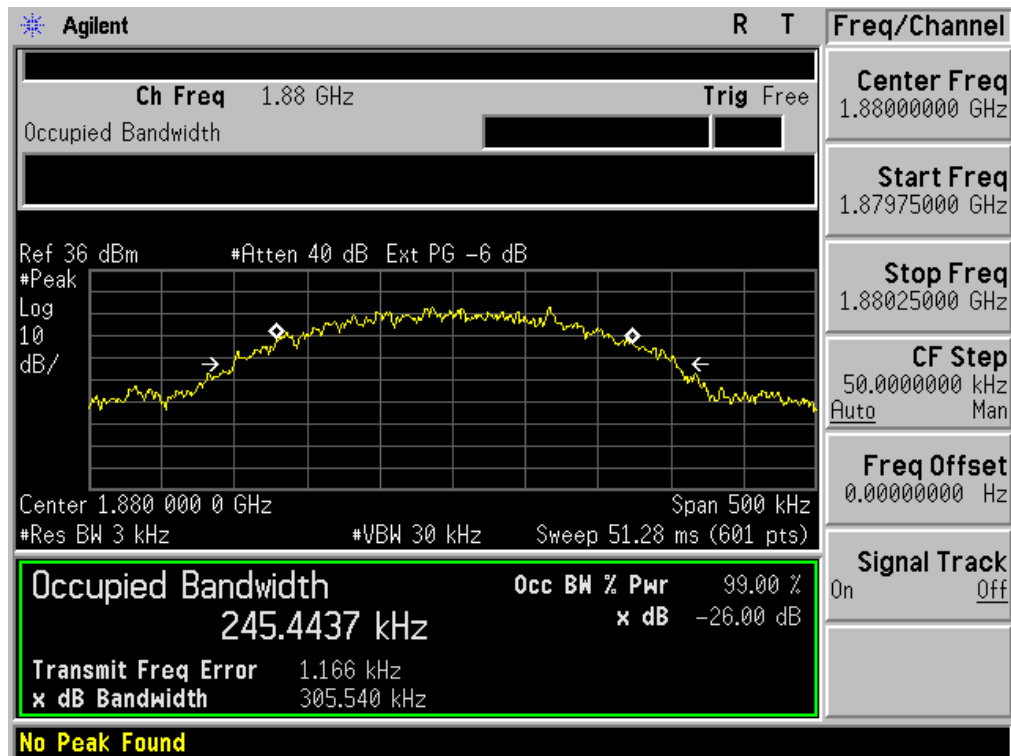 Agilent R T Freq/Channel
Ch Freq 1.88 GHz Trig Free
Occupied Bandwidth
Center Freq
1.88000000 GHz
Start Freq
1.87975000 GHz
Stop Freq
1.88025000 GHz
CF Step
50.0000000 kHz
Auto Man
Freq Offset
0.00000000 Hz
Signal Track
On Off
Ref 36 dBm #Atten 40 dB Ext PG -6 dB
#Peak
Log
10
dB/
Center 1.880 000 0 GHz Span 500 kHz
#Res BW 3 kHz #VBW 30 kHz Sweep 51.28 ms (601 pts)
Occupied Bandwidth Occ BW % Pwr 99.00 %
245.4437 kHz x dB -26.00 dB
Transmit Freq Error 1.166 kHz
x dB Bandwidth 305.540 kHz
No Peak Found